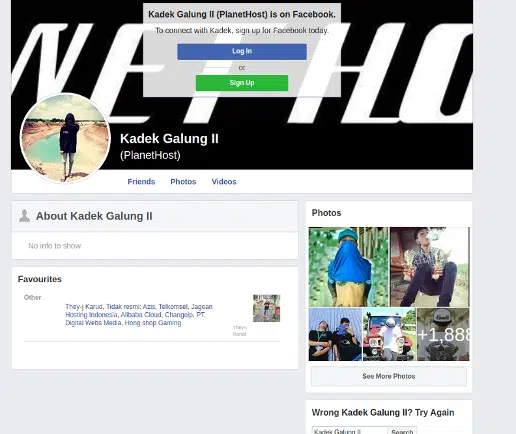 NET HO
Kadek Galung II (PlanetHost) is on Facebook.
To connect with Kadek, sign up for Facebook today.
Log In
or
Sign Up
Kadek Galung II
(PlanetHost)
Friends
Photos
Videos
About Kadek Galung II
No info to show
Favourites
Other
They-j Karud, Tidak resmi: Azis, Telkomsel, Jagoan
Hosting Indonesia, Alibaba Cloud, Changelp, PT.
Digital Webs Media, Hong shop Gaming
They-j
Karud
Photos
+1,888
See More Photos
Wrong Kadek Galung II? Try Again
Kadek Galung II
Search